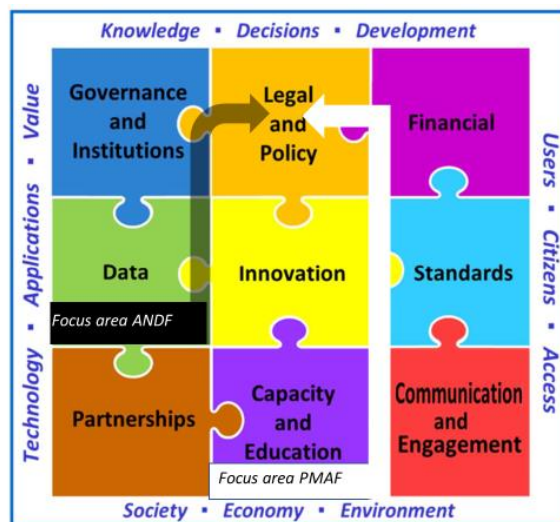 Knowledge ▪ Decisions ▪ Development
Technology ▪ Applications ▪ Value
Governance
and
Institutions
Legal
and
Policy
Financial
Data
Innovation
Standards
Focus area ANDF
Partnerships
Capacity
and
Education
Communication
and
Engagement
Focus area PMAF
Users ▪ Citizens ▪ Access
Society ▪ Economy ▪ Environment